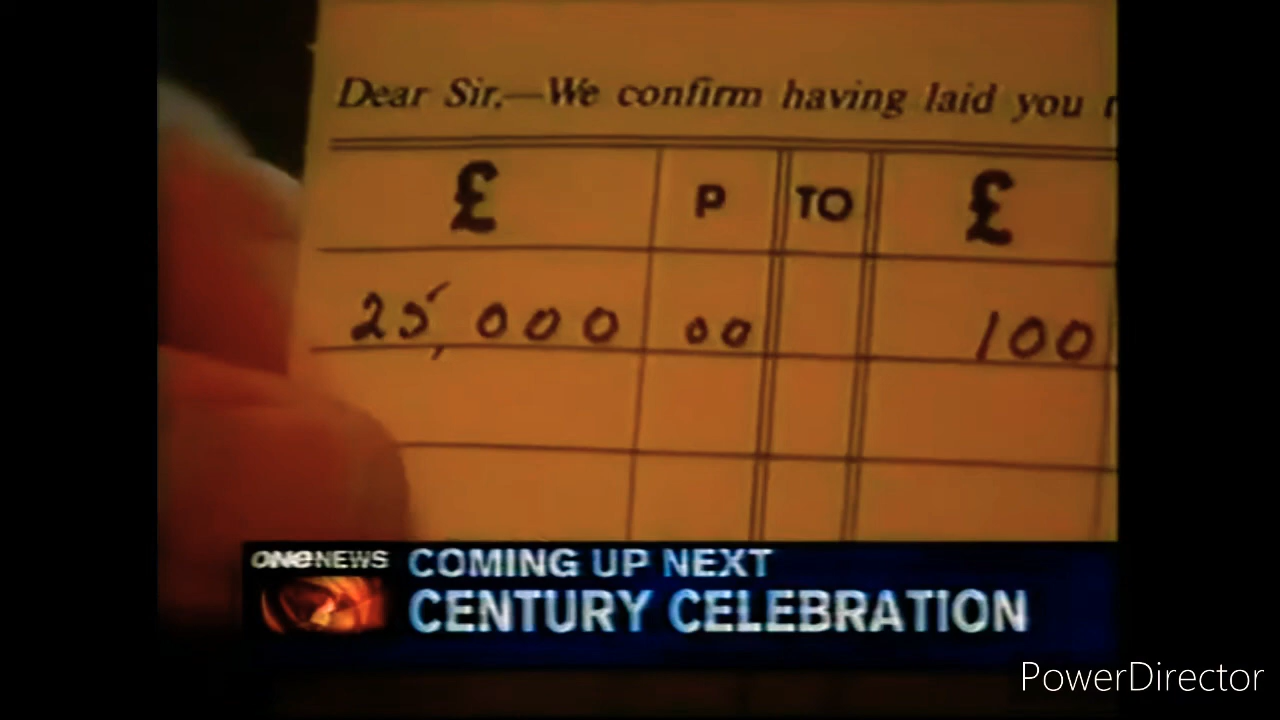 Dear Sir.—We confirm having laid you
£ P TO £
25,000 00 100
ONE NEWS
COMING UP NEXT
CENTURY CELEBRATION
PowerDirector